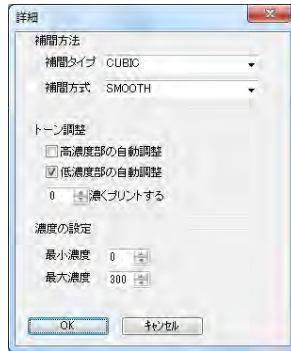 詳細
補間方法
補間タイプ CUBIC
補間方式 SMOOTH
トーン調整
高濃度部の自動調整
低濃度部の自動調整
0 濃くプリントする
濃度の設定
最小濃度 0
最大濃度 300
OK キャンセル